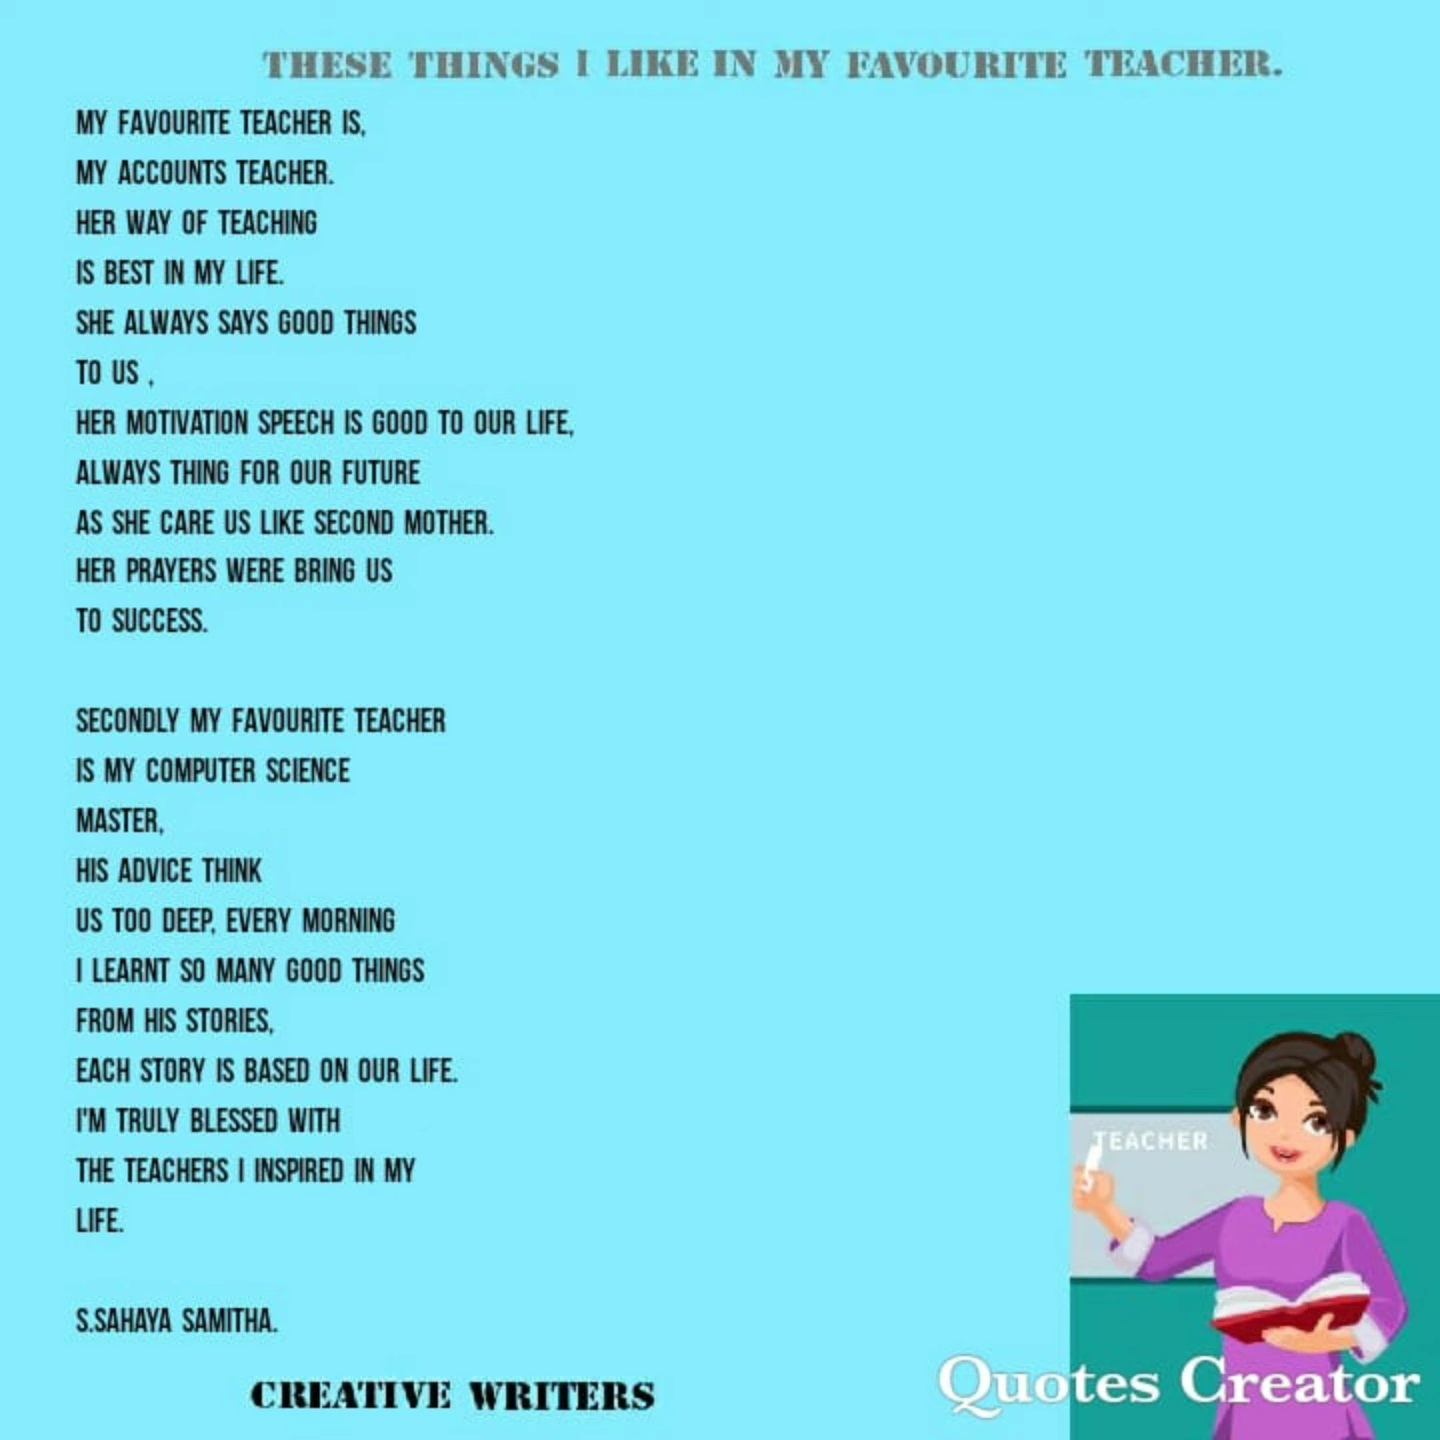 THESE THINGS I LIKE IN MY FAVOURITE TEACHER.
MY FAVOURITE TEACHER IS,
MY ACCOUNTS TEACHER.
HER WAY OF TEACHING
IS BEST IN MY LIFE.
SHE ALWAYS SAYS GOOD THINGS
TO US ,
HER MOTIVATION SPEECH IS GOOD TO OUR LIFE,
ALWAYS THING FOR OUR FUTURE
AS SHE CARE US LIKE SECOND MOTHER.
HER PRAYERS WERE BRING US
TO SUCCESS.
SECONDLY MY FAVOURITE TEACHER
IS MY COMPUTER SCIENCE
MASTER,
HIS ADVICE THINK
US TOO DEEP, EVERY MORNING
I LEARNT SO MANY GOOD THINGS
FROM HIS STORIES,
EACH STORY IS BASED ON OUR LIFE.
I'M TRULY BLESSED WITH
THE TEACHERS I INSPIRED IN MY
LIFE.
S.SAHAYA SAMITHA.
CREATIVE WRITERS
TEACHER
Quotes Creator